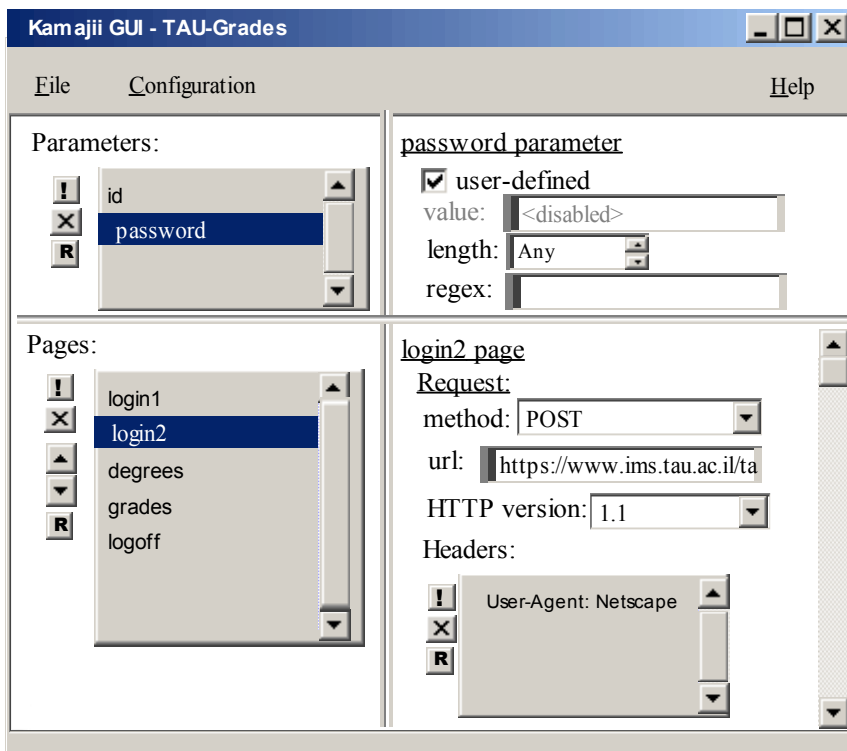 Kamajii GUI - TAU-Grades
File Configuration Help
Parameters:
!
X
R
id
password
password parameter
user-defined
value: <disabled>
length: Any
regex:
Pages:
!
X
R
login1
login2
degrees
grades
logoff
login2 page
Request:
method: POST
url: https://www.ims.tau.ac.il/ta
HTTP version: 1.1
Headers:
!
X
R
User-Agent: Netscape